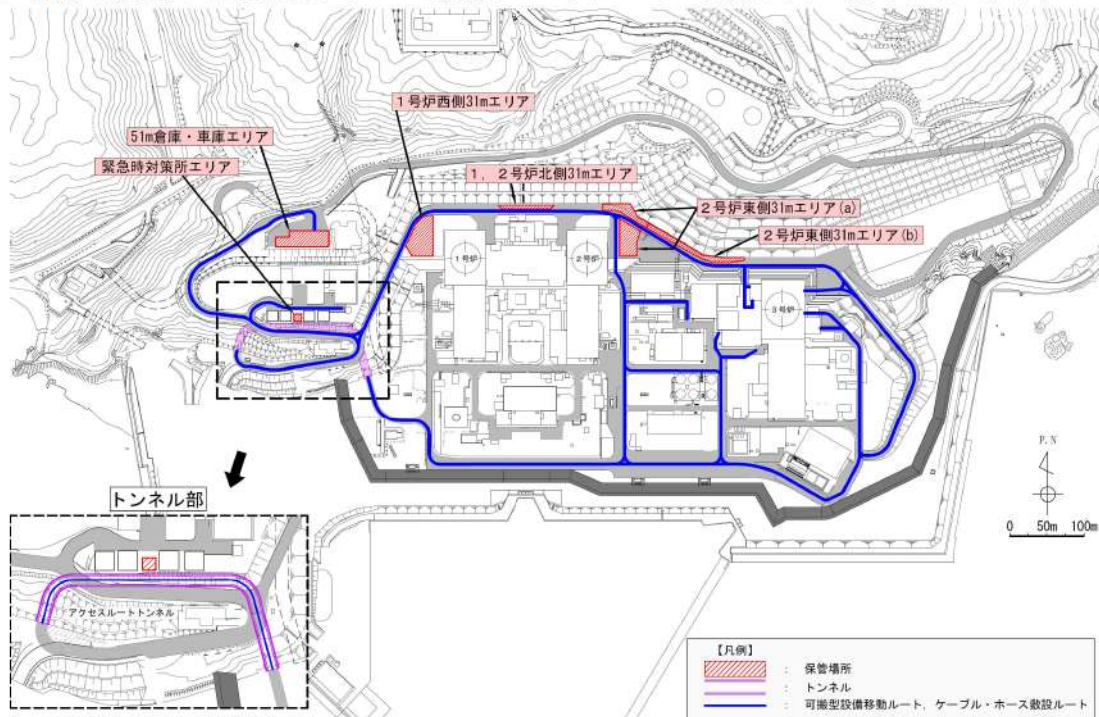 1号炉西側31mエリア
51m倉庫・車庫エリア
緊急時対策所エリア
1，2号炉北側31mエリア
2号炉東側31mエリア(a)
2号炉東側31mエリア(b)
1号炉
2号炉
3号炉
P.N
0 50m 100m
トンネル部
アクセスルートトンネル
【凡例】
： 保管場所
： トンネル
： 可搬型設備移動ルート，ケーブル・ホース敷設ルート